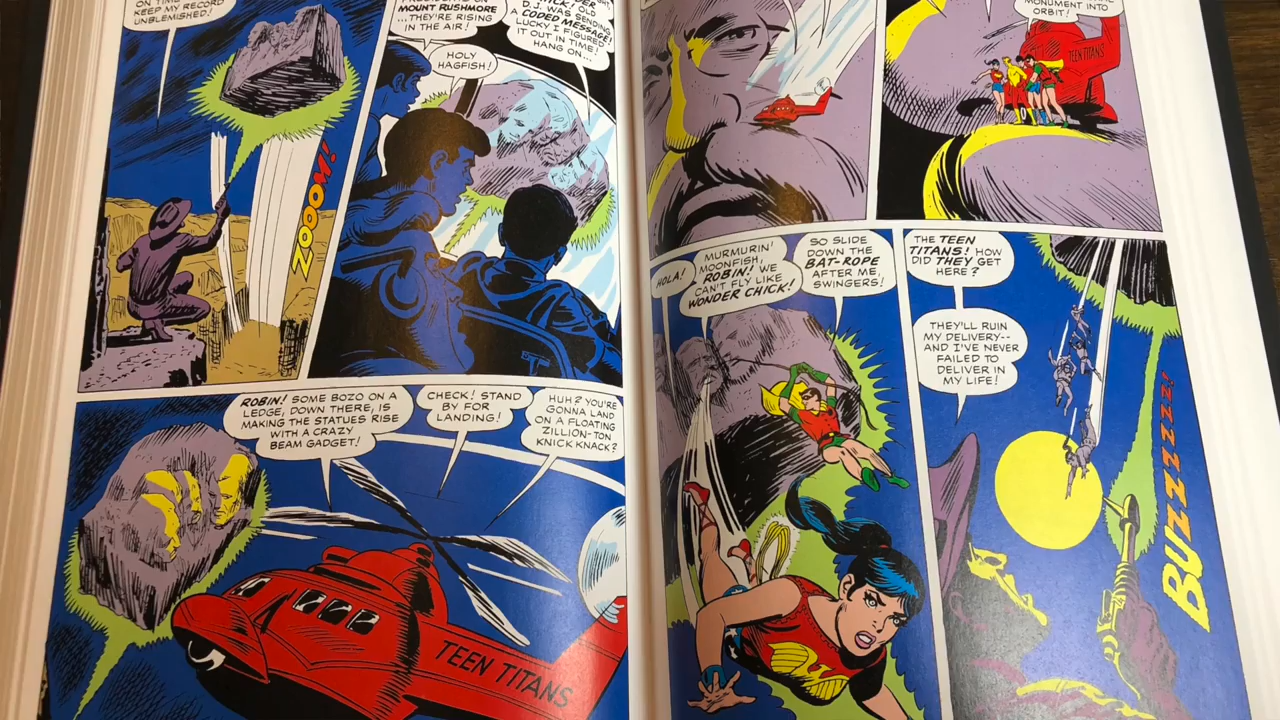 ON TIME
KEEP MY RECORD
UNBLEMISHED!
ZOOOM!
MOUNT RUSHMORE
...THEY'RE RISING
IN THE AIR!
D.J. WAS SENDING
A CODED MESSAGE!
LUCKY I FIGURED
IT OUT IN TIME!
HANG ON...
HOLY
HAGFISH!
ROBIN! SOME BOZO ON A
LEDGE, DOWN THERE, IS
MAKING THE STATUES RISE
WITH A CRAZY
BEAM GADGET!
CHECK! STAND
BY FOR
LANDING!
HUH? YOU'RE
GONNA LAND
ON A FLOATING
ZILLION-TON
KNICK KNACK?
TEEN TITANS
MONUMENT INTO
ORBIT!
TEEN TITANS
HOLA!
MURMURIN'
MOONFISH,
ROBIN! WE
CAN'T FLY LIKE
WONDER CHICK!
SO SLIDE
DOWN THE
BAT-ROPE
AFTER ME,
SWINGERS!
THE TEEN
TITANS! HOW
DID THEY GET
HERE?
THEY'LL RUIN
MY DELIVERY--
AND I'VE NEVER
FAILED TO
DELIVER IN
MY LIFE!
BUZZZZZ!